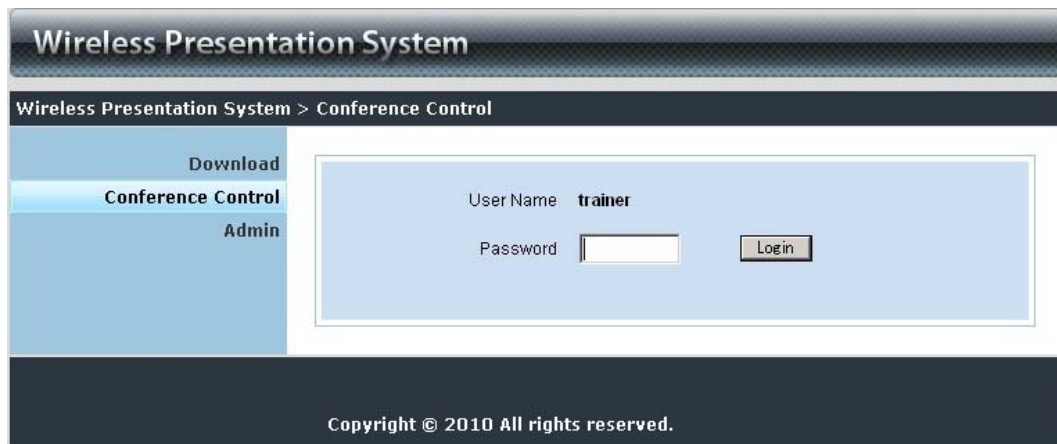 Wireless Presentation System
Wireless Presentation System > Conference Control
Download
Conference Control
Admin
User Name trainer
Password Login
Copyright © 2010 All rights reserved.